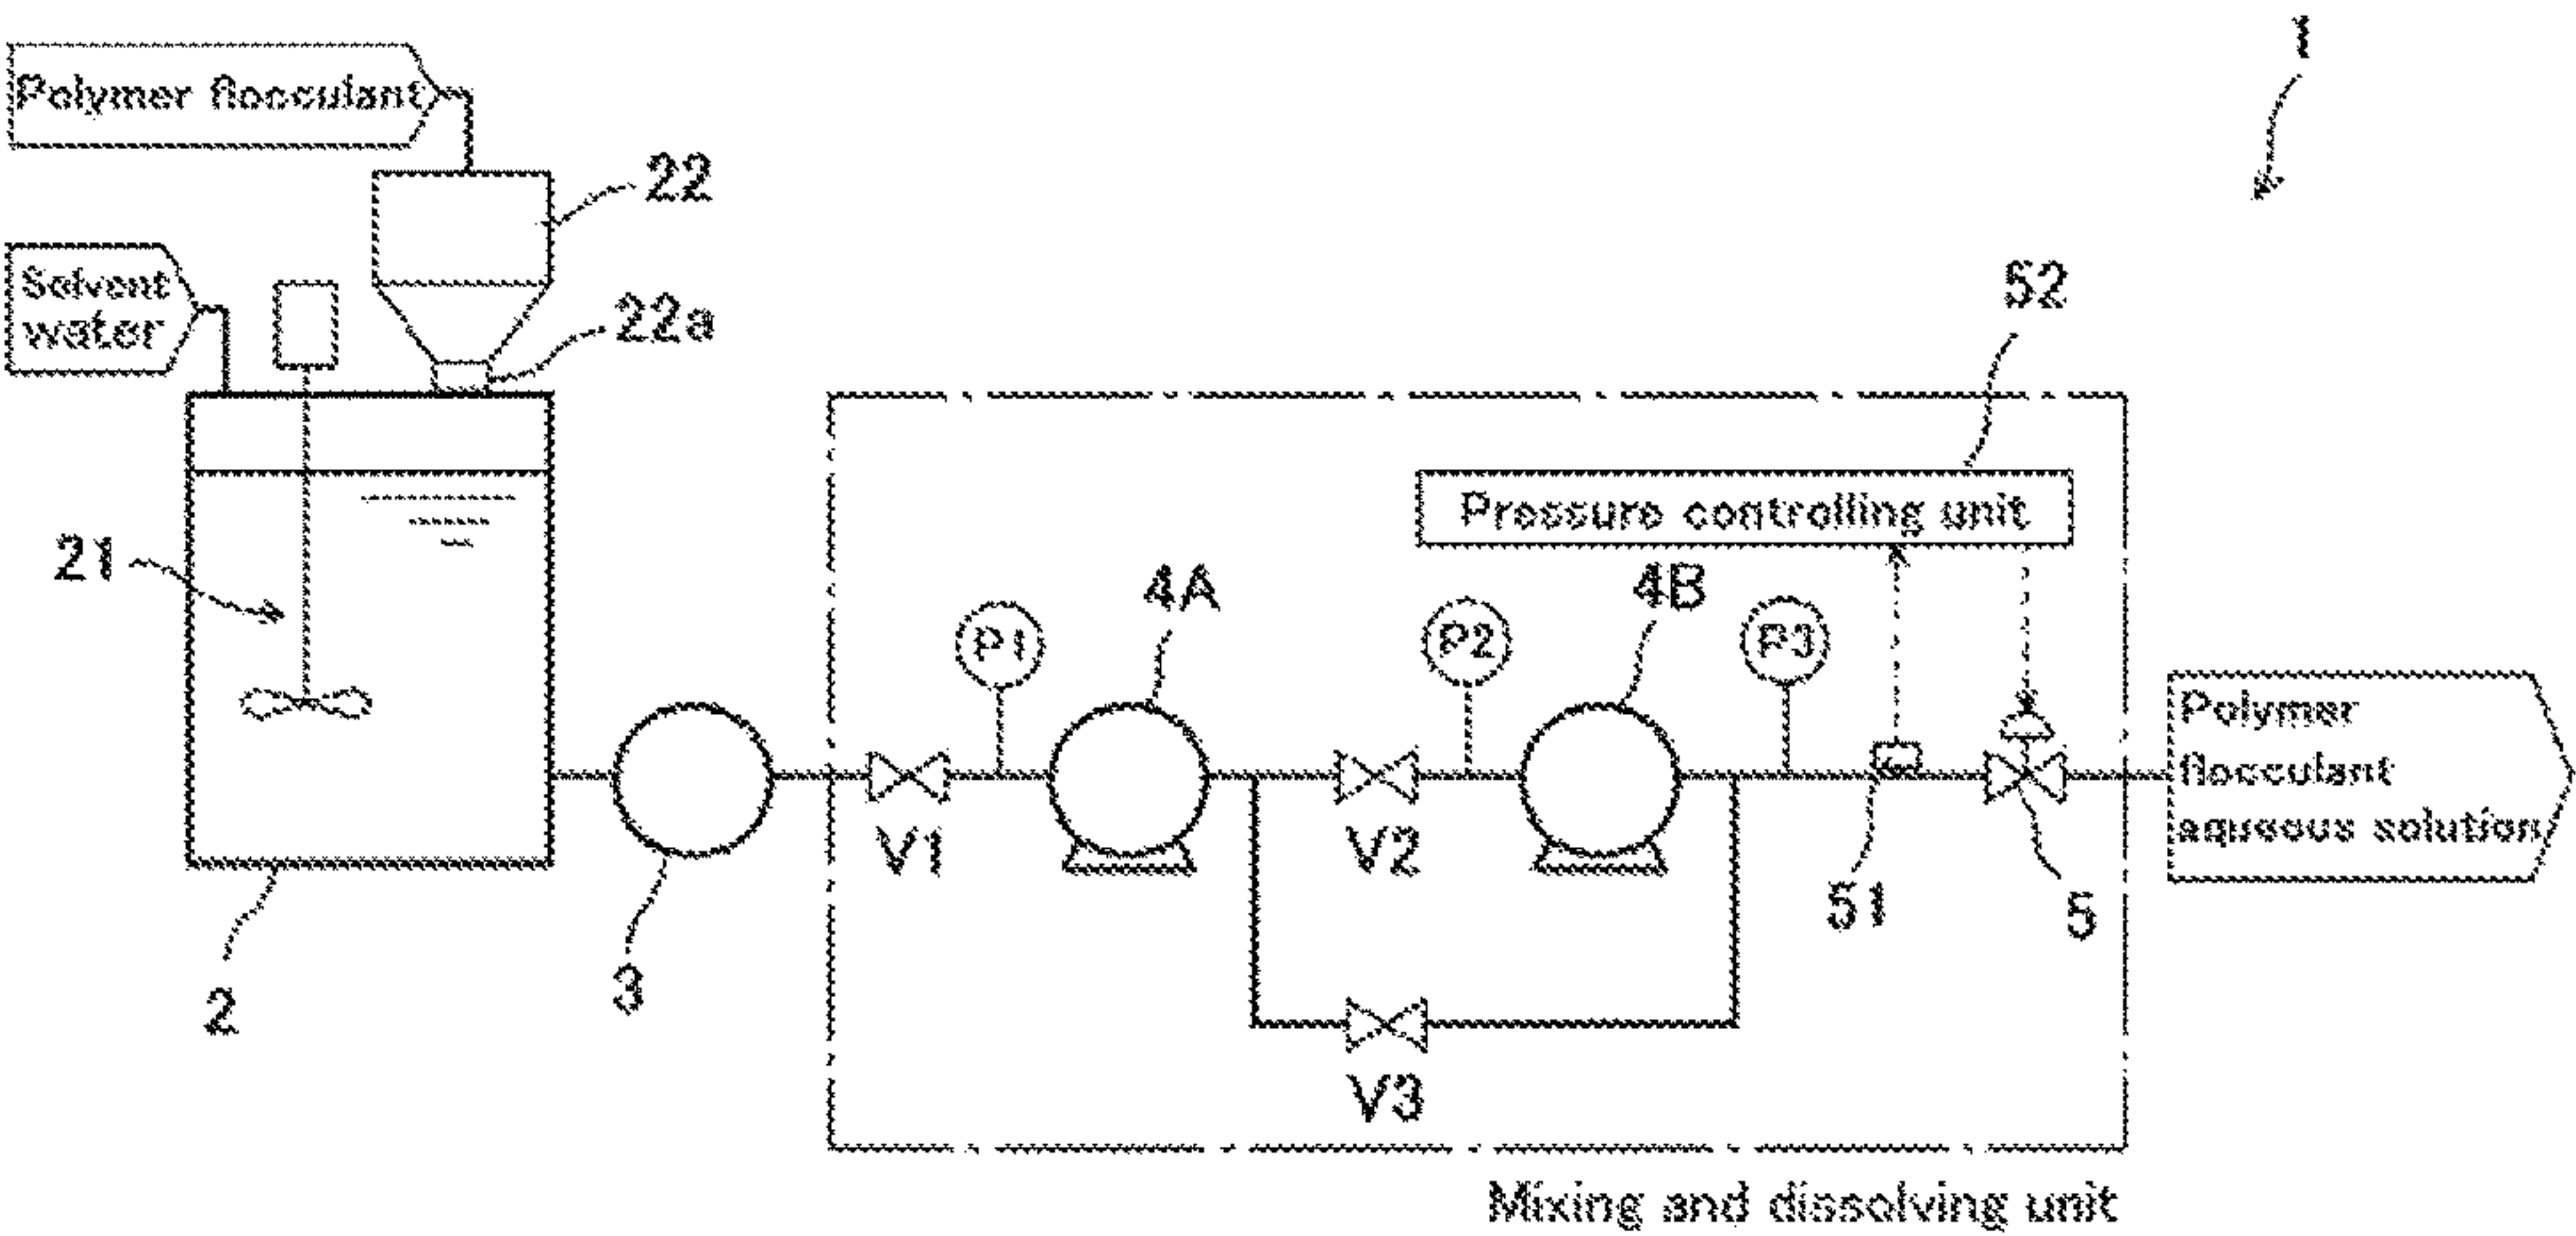 1
Polymer flocculant
22
Solvent
water
22a
52
Pressure controlling unit
21
4A
4B
P1
P2
P3
Polymer
flocculant
aqueous solution
V1
V2
51
5
2
3
V3
Mixing and dissolving unit